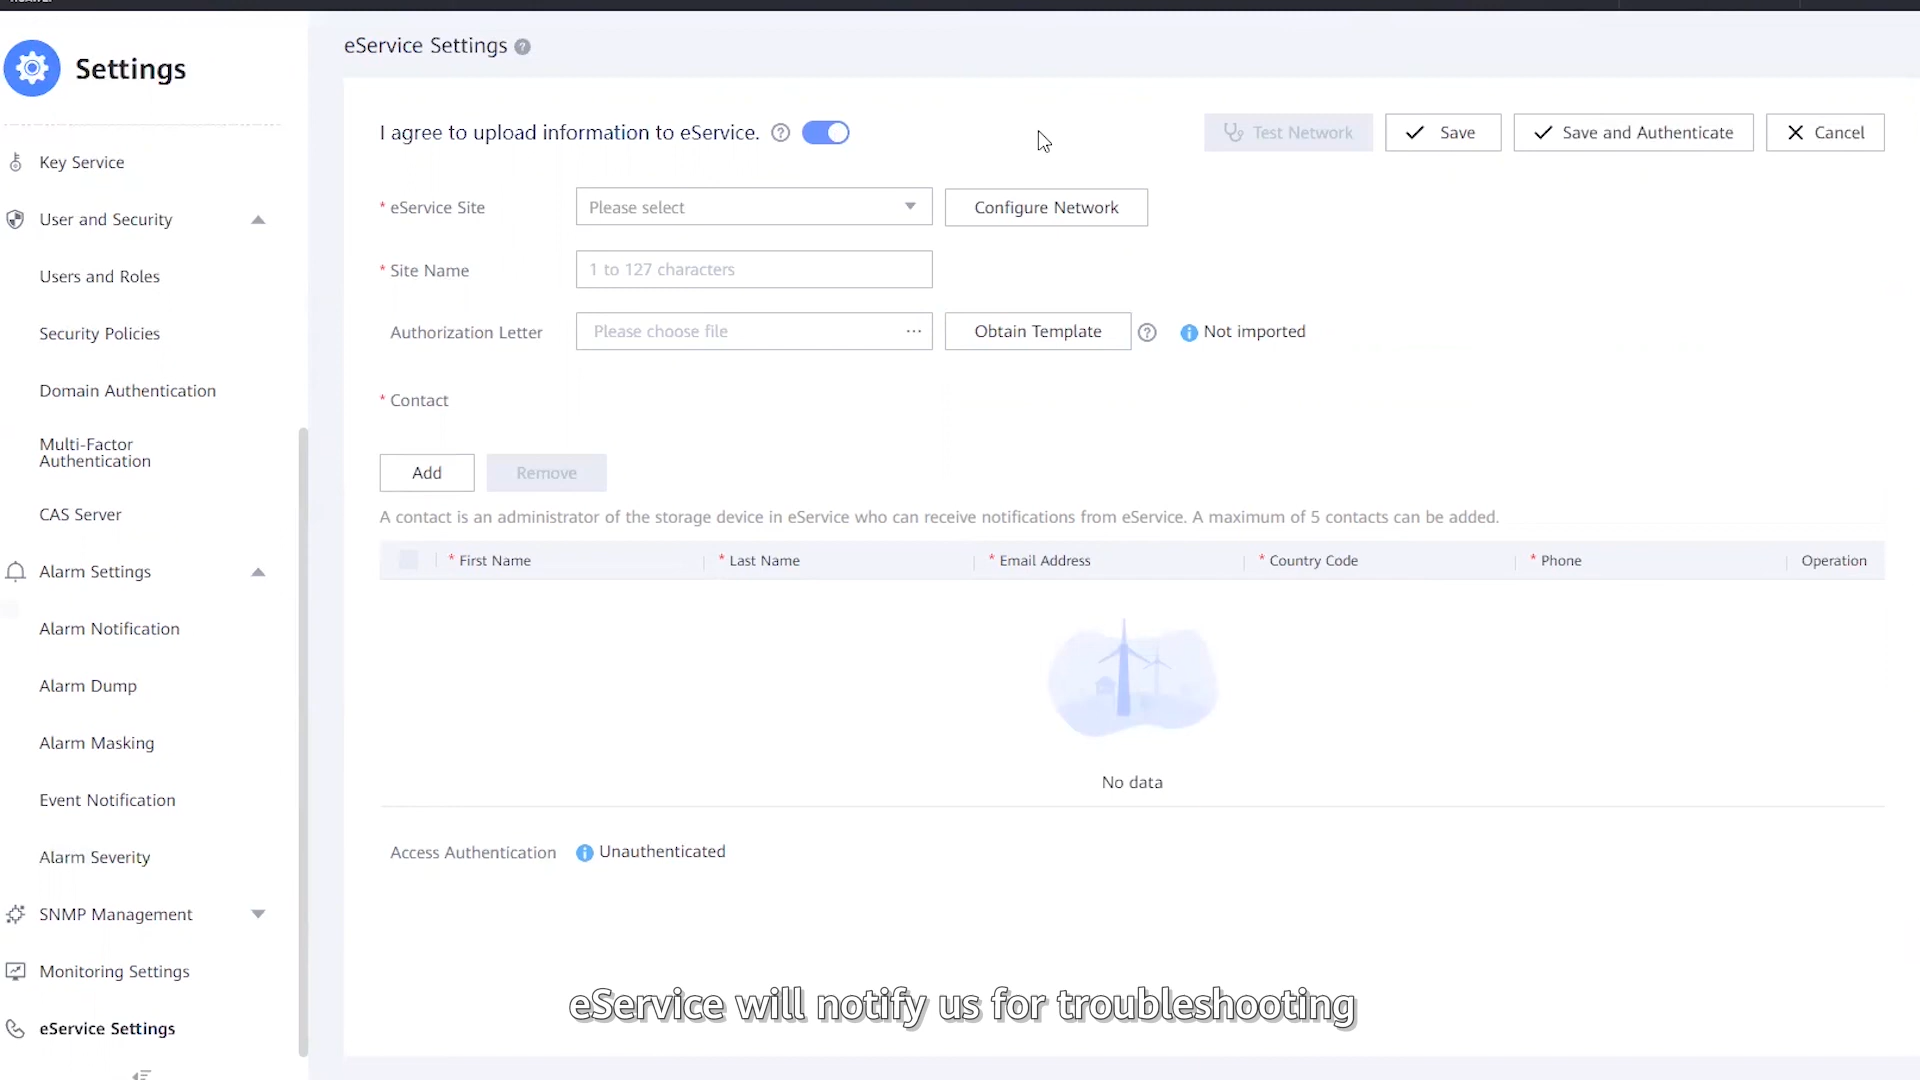 eService Settings
Settings
I agree to upload information to eService.
Test Network
Save
Save and Authenticate
Cancel
Key Service
User and Security
eService Site
Please select
Configure Network
Users and Roles
* Site Name
1 to 127 characters
Security Policies
Authorization Letter
Please choose file
...
Obtain Template
Not imported
Domain Authentication
* Contact
Multi-Factor
Authentication
Add
Remove
CAS Server
A contact is an administrator of the storage device in eService who can receive notifications from eService. A maximum of 5 contacts can be added.
* First Name
* Last Name
* Email Address
* Country Code
* Phone
Operation
Alarm Settings
Alarm Notification
Alarm Dump
Alarm Masking
No data
Event Notification
Alarm Severity
Access Authentication
Unauthenticated
SNMP Management
Monitoring Settings
eService Settings
eService will notify us for troubleshooting